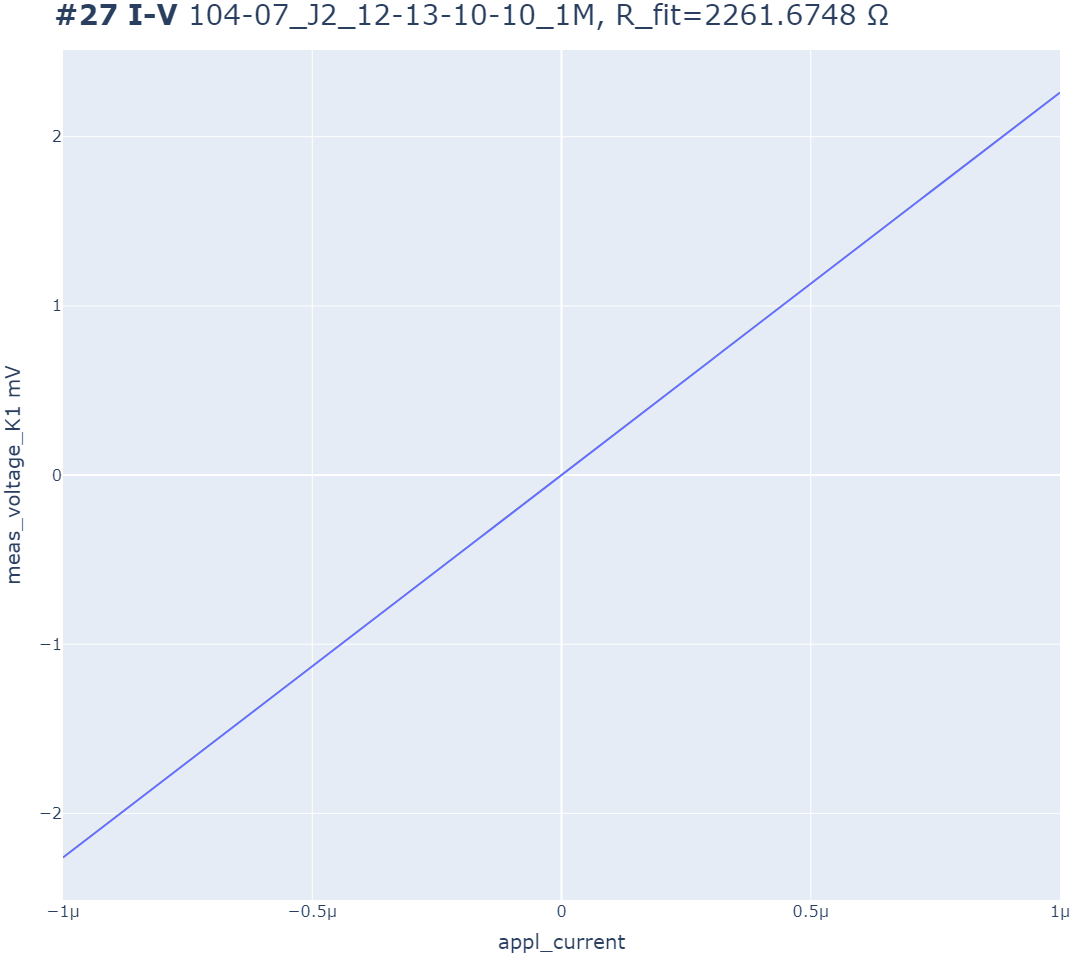 #27 I-V 104-07_J2_12-13-10-10_1M, R_fit=2261.6748 Ω
meas_voltage_K1 mV
2
1
0
−1
−2
−1μ
−0.5μ
0
0.5μ
1μ
appl_current